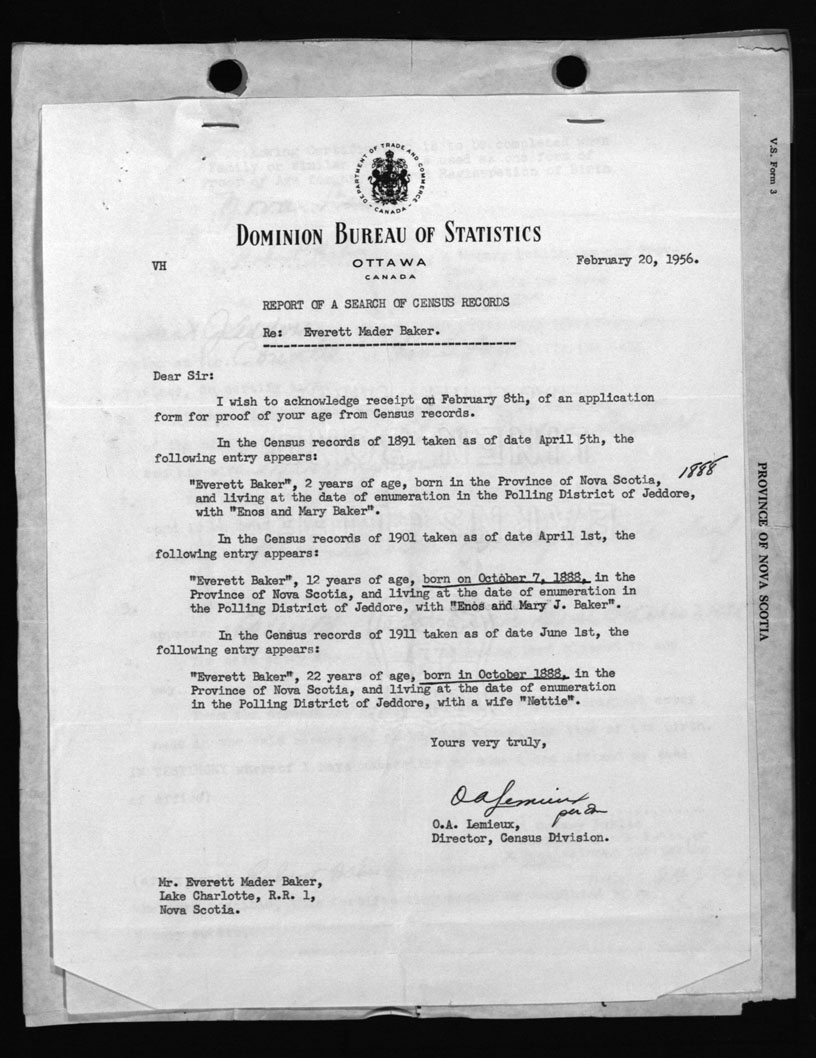 V.S. Form 3
DEPARTMENT OF TRADE AND COMMERCE
CANADA
DOMINION BUREAU OF STATISTICS
VH
OTTAWA
CANADA
February 20, 1956.
REPORT OF A SEARCH OF CENSUS RECORDS
Re: Everett Mader Baker.
Dear Sir:
I wish to acknowledge receipt on February 8th, of an application
form for proof of your age from Census records.
In the Census records of 1891 taken as of date April 5th, the
following entry appears:
1888
"Everett Baker", 2 years of age, born in the Province of Nova Scotia,
and living at the date of enumeration in the Polling District of Jeddore,
with "Enos and Mary Baker".
In the Census records of 1901 taken as of date April 1st, the
following entry appears:
"Everett Baker", 12 years of age, born on October 7, 1888, in the
Province of Nova Scotia, and living at the date of enumeration in
the Polling District of Jeddore, with "Enos and Mary J. Baker".
In the Census records of 1911 taken as of date June 1st, the
following entry appears:
"Everett Baker", 22 years of age, born in October 1888, in the
Province of Nova Scotia, and living at the date of enumeration
in the Polling District of Jeddore, with a wife "Nettie".
Yours very truly,
O A Lemieux
per
O.A. Lemieux,
Director, Census Division.
Mr. Everett Mader Baker,
Lake Charlotte, R.R. 1,
Nova Scotia.
PROVINCE OF NOVA SCOTIA